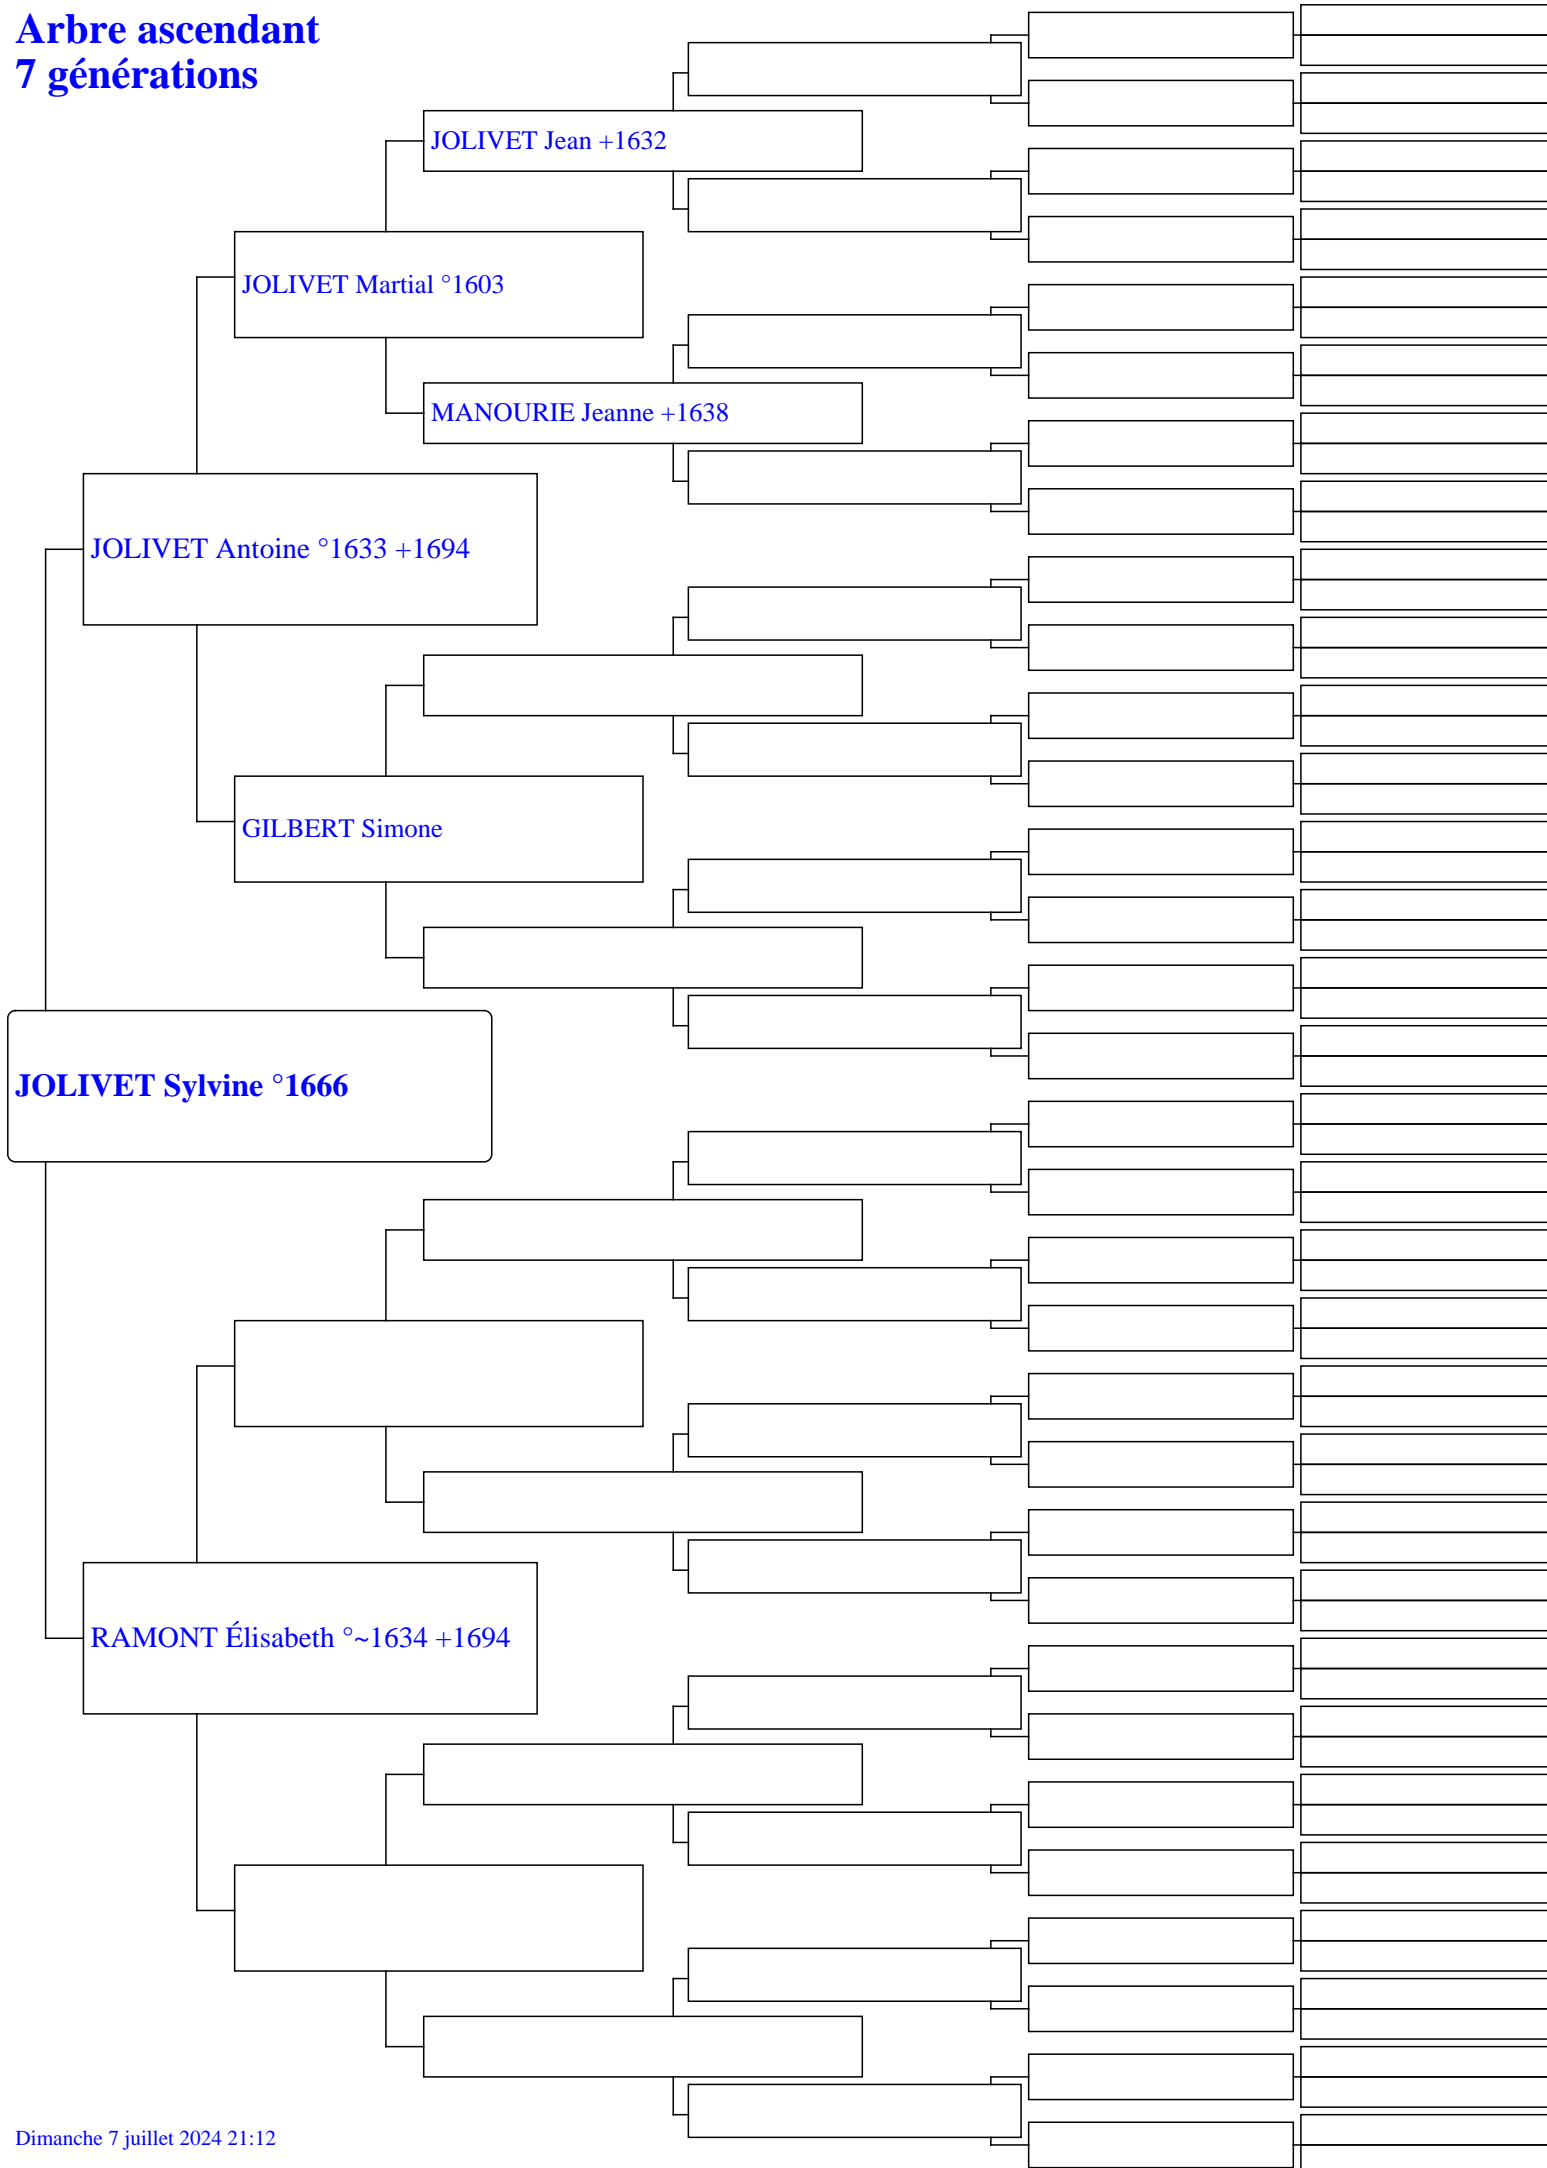 Arbre ascendant
7 générations
JOLIVET Jean +1632
JOLIVET Martial °1603
MANOURIE Jeanne +1638
JOLIVET Antoine °1633 +1694
GILBERT Simone
JOLIVET Sylvine °1666
RAMONT Élisabeth °~1634 +1694
Dimanche 7 juillet 2024 21:12